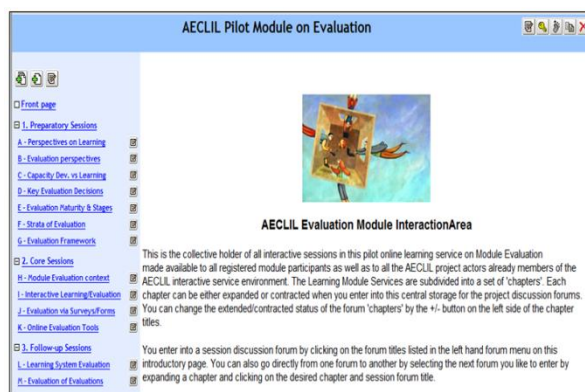 AECLIL Pilot Module on Evaluation
Front page
1. Preparatory Sessions
A - Perspectives on Learning
B - Evaluation perspectives
C - Capacity Dev. vs Learning
D - Key Evaluation Decisions
E - Evaluation Maturity & Stages
F - Strata of Evaluation
G - Evaluation Framework
2. Core Sessions
H - Module Evaluation context
I - Interactive Learning/Evaluation
J - Evaluation via Surveys/Forms
K - Online Evaluation Tools
3. Follow-up Sessions
L - Learning System Evaluation
M - Evaluation of Evaluations
AECLIL Evaluation Module InteractionArea
This is the collective holder of all interactive sessions in this pilot online learning service on Module Evaluation
made available to all registered module participants as well as to all the AECLIL project actors already members of the
AECLIL interactive service environment. The Learning Module Services are subdivided into a set of 'chapters'. Each
chapter can be either expanded or contracted when you enter into this central storage for the project discussion forums.
You can change the extended/contracted status of the forum 'chapters' by the +/- button on the left side of the chapter
titles.
You enter into a session discussion forum by clicking on the forum titles listed in the left hand forum menu on this
introductory page. You can also go directly from one forum to another by selecting the next forum you like to enter by
expanding a chapter and clicking on the desired chapter and session forum title.